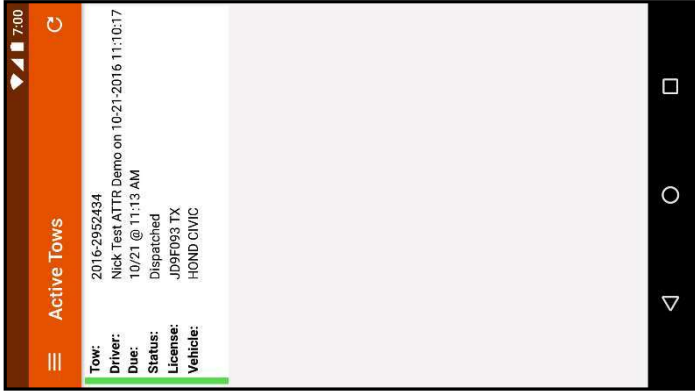 7:00
Active Tows
Tow: 2016-2952434
Driver: Nick Test ATTR Demo on 10-21-2016 11:10:17
Due: 10/21 @ 11:13 AM
Status: Dispatched
License: JD9F093 TX
Vehicle: HOND CIVIC